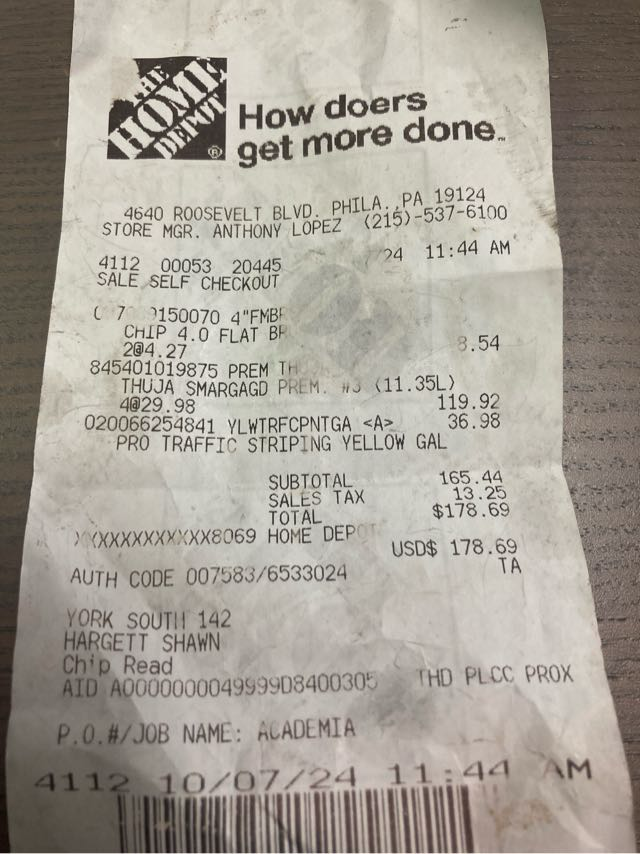 THE
HOME
DEPOT
®
How doers
get more done.™
4640 ROOSEVELT BLVD. PHILA., PA 19124
STORE MGR. ANTHONY LOPEZ (215)-537-6100
4112 00053 20445 /24 11:44 AM
SALE SELF CHECKOUT
150070 4"FMBF
CHIP 4.0 FLAT BR
2@4.27 8.54
845401019875 PREM TH
THUJA SMARGAGD PREM. #3 (11.35L)
4@29.98 119.92
020066254841 YLWTRFCPNTGA <A> 36.98
PRO TRAFFIC STRIPING YELLOW GAL
SUBTOTAL 165.44
SALES TAX 13.25
TOTAL $178.69
XXXXXXXXXXXX8069 HOME DEPOT
USD$ 178.69
AUTH CODE 007583/6533024 TA
YORK SOUTH 142
HARGETT SHAWN
Chip Read
AID A0000000049999D8400305 THD PLCC PROX
P.O.#/JOB NAME: ACADEMIA
4112 10/07/24 11:44 AM